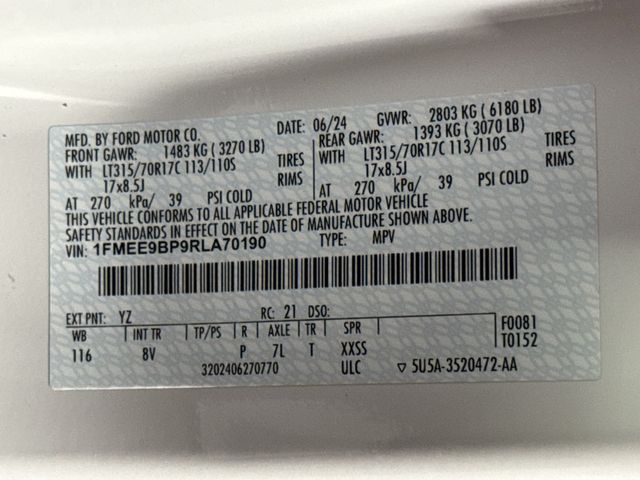 MFD. BY FORD MOTOR CO. DATE: 06/24 GVWR: 2803 KG ( 6180 LB)
FRONT GAWR: 1483 KG ( 3270 LB) REAR GAWR: 1393 KG ( 3070 LB)
WITH LT315/70R17C 113/110S TIRES WITH LT315/70R17C 113/110S TIRES
17x8.5J RIMS 17x8.5J RIMS
AT 270 kPa/ 39 PSI COLD AT 270 kPa/ 39 PSI COLD
THIS VEHICLE CONFORMS TO ALL APPLICABLE FEDERAL MOTOR VEHICLE
SAFETY STANDARDS IN EFFECT ON THE DATE OF MANUFACTURE SHOWN ABOVE.
VIN: 1FMEE9BP9RLA70190 TYPE: MPV
EXT PNT: YZ RC: 21 DSO:
WB INT TR TP/PS R AXLE TR SPR F0081
116 8V P 7L T XXSS T0152
3202406270770 ULC ▽ 5U5A-3520472-AA